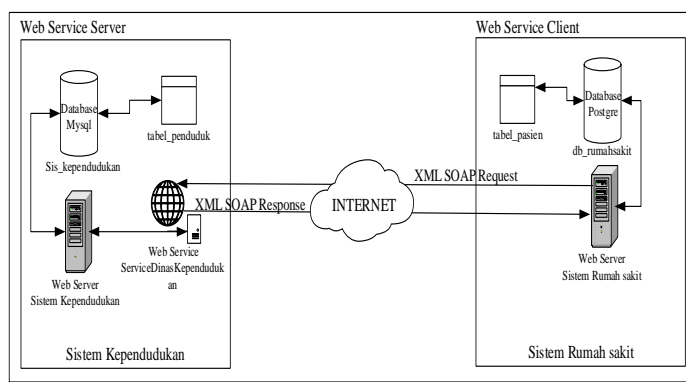 Web Service Server
Database
Mysql
Sis_kependudukan
tabel_penduduk
Web Server
Sistem Kependudukan
Web Service
ServiceDinasKependuduk
an
Sistem Kependudukan
XML SOAP Request
XML SOAP Response
INTERNET
Web Service Client
tabel_pasien
Database
Postgre
db_rumahsakit
Web Server
Sistem Rumah sakit
Sistem Rumah sakit